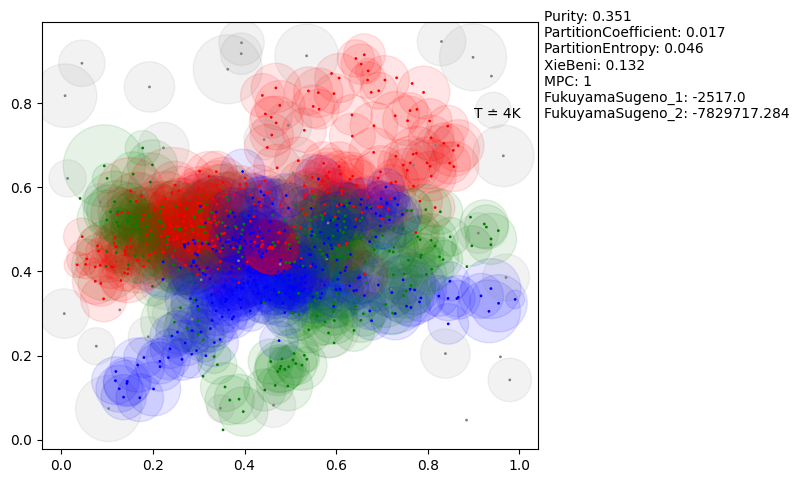 Purity: 0.351
PartitionCoefficient: 0.017
PartitionEntropy: 0.046
XieBeni: 0.132
MPC: 1
FukuyamaSugeno_1: -2517.0
FukuyamaSugeno_2: -7829717.284
T = 4K
0.8
0.6
0.4
0.2
0.0
0.0 0.2 0.4 0.6 0.8 1.0